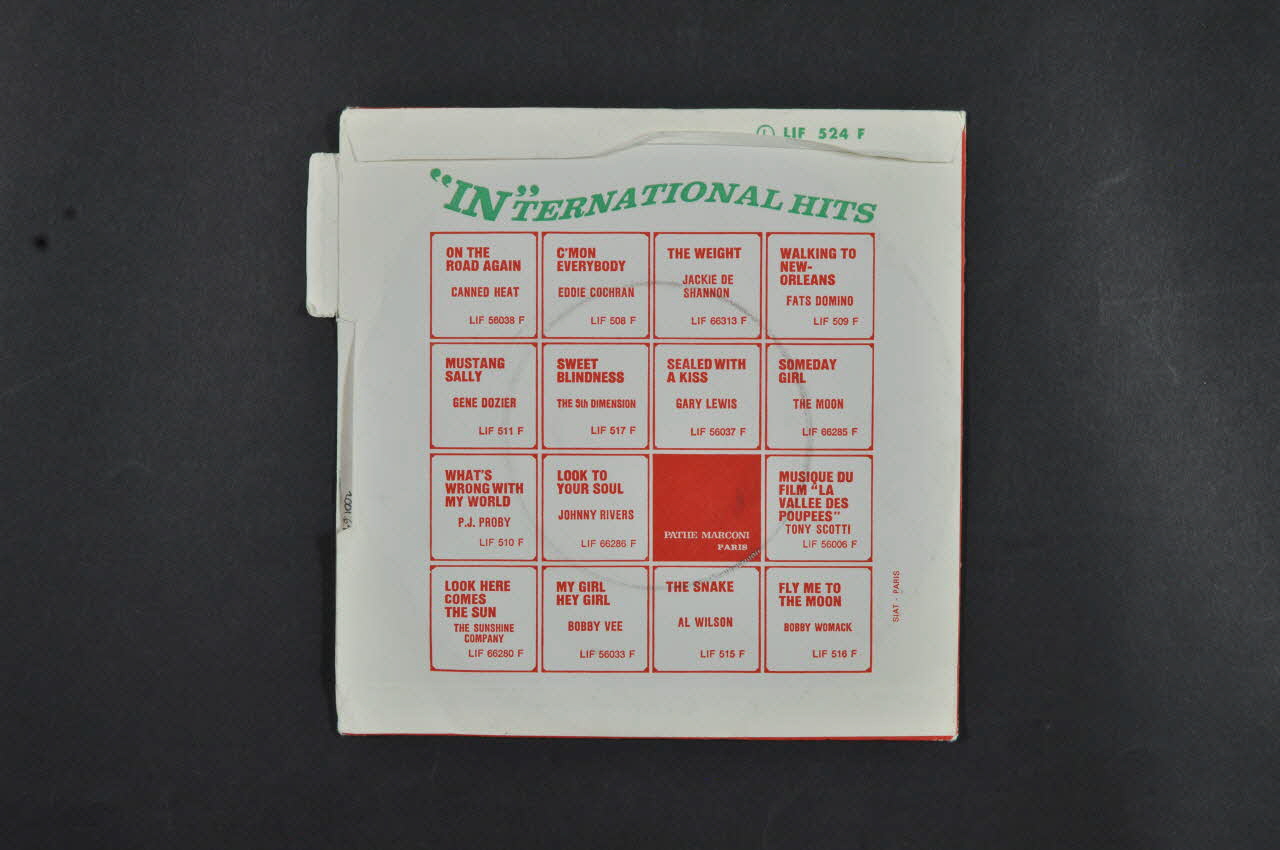 Ⓛ LIF 524 F
“IN”TERNATIONAL HITS
ON THE
ROAD AGAIN
CANNED HEAT
LIF 56038 F
C'MON
EVERYBODY
EDDIE COCHRAN
LIF 508 F
THE WEIGHT
JACKIE DE
SHANNON
LIF 66313 F
WALKING TO
NEW-
ORLEANS
FATS DOMINO
LIF 509 F
MUSTANG
SALLY
GENE DOZIER
LIF 511 F
SWEET
BLINDNESS
THE 5th DIMENSION
LIF 517 F
SEALED WITH
A KISS
GARY LEWIS
LIF 56037 F
SOMEDAY
GIRL
THE MOON
LIF 66285 F
WHAT'S
WRONG WITH
MY WORLD
P.J. PROBY
LIF 510 F
LOOK TO
YOUR SOUL
JOHNNY RIVERS
LIF 66286 F
PATHE MARCONI
PARIS
MUSIQUE DU
FILM “LA
VALLEE DES
POUPEES”
TONY SCOTTI
LIF 56006 F
LOOK HERE
COMES
THE SUN
THE SUNSHINE
COMPANY
LIF 66280 F
MY GIRL
HEY GIRL
BOBBY VEE
LIF 56033 F
THE SNAKE
AL WILSON
LIF 515 F
FLY ME TO
THE MOON
BOBBY WOMACK
LIF 516 F
SIAT - PARIS